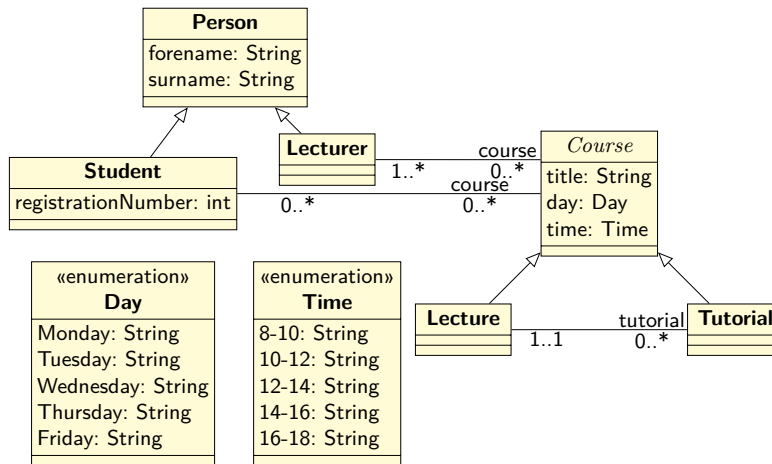 Person
forename: String
surname: String
Student
registrationNumber: int
Lecturer
1..*
course
0..*
0..*
course
0..*
Course
title: String
day: Day
time: Time
«enumeration»
Day
Monday: String
Tuesday: String
Wednesday: String
Thursday: String
Friday: String
«enumeration»
Time
8-10: String
10-12: String
12-14: String
14-16: String
16-18: String
Lecture
1..1
tutorial
0..*
Tutorial